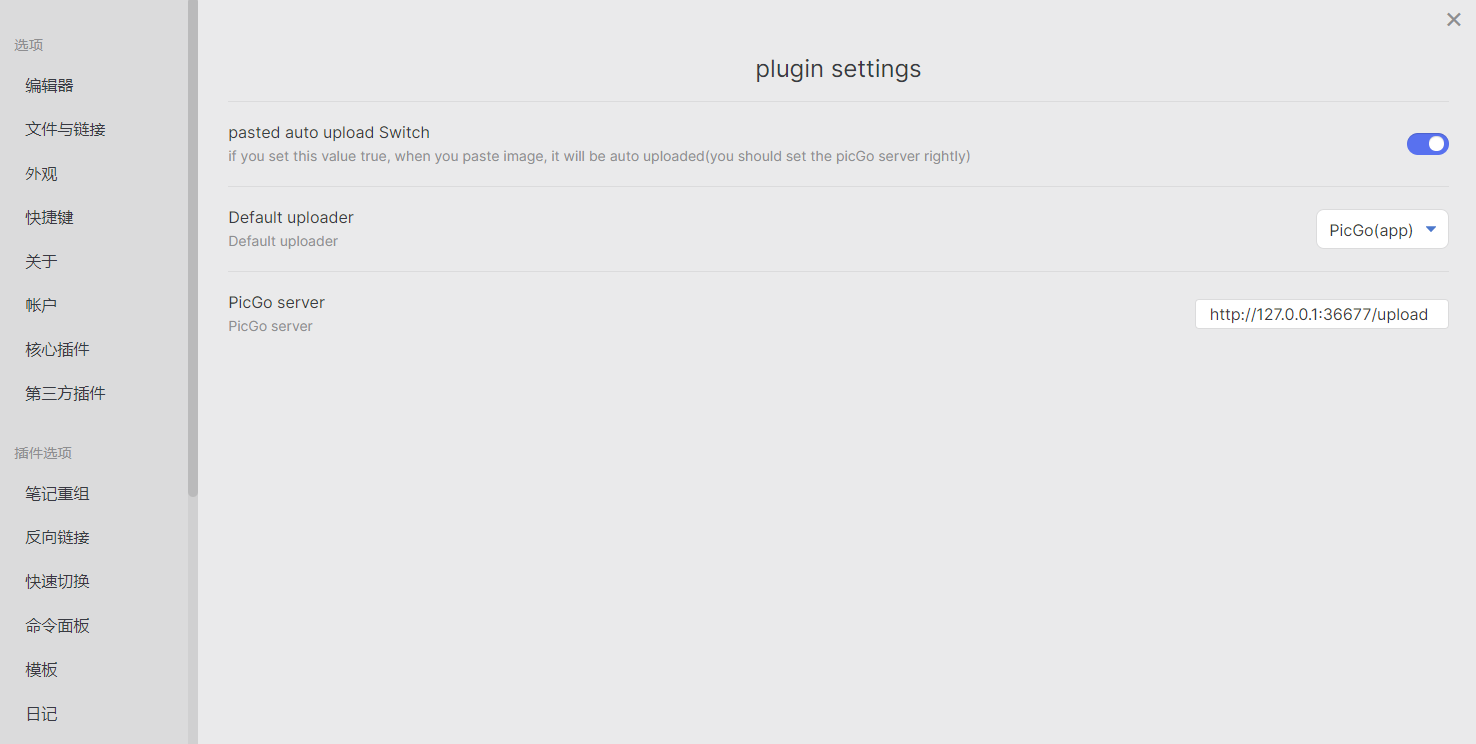 选项
编辑器
文件与链接
外观
快捷键
关于
帐户
核心插件
第三方插件
插件选项
笔记重组
反向链接
快速切换
命令面板
模板
日记
plugin settings
pasted auto upload Switch
if you set this value true, when you paste image, it will be auto uploaded(you should set the picGo server rightly)
Default uploader
Default uploader
PicGo(app)
PicGo server
PicGo server
http://127.0.0.1:36677/upload